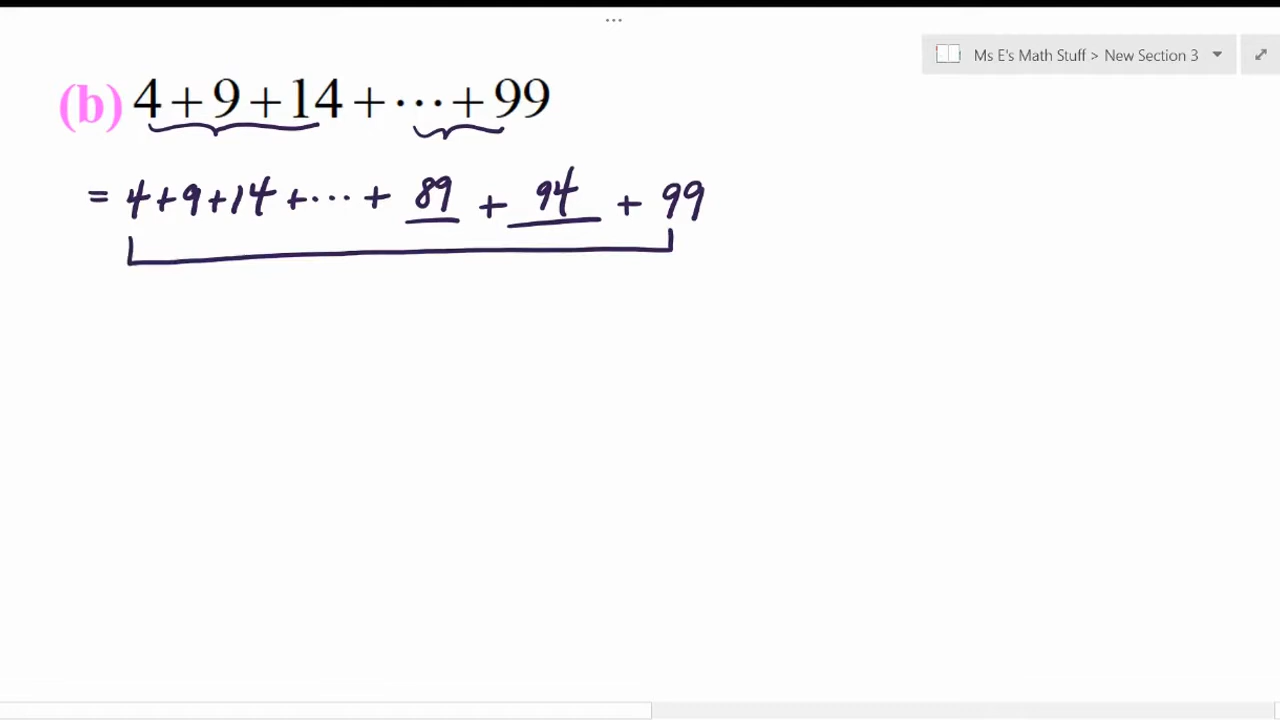 ...
Ms E's Math Stuff > New Section 3
(b) 4+9+14+⋯+99
= 4+9+14+⋯+ 89 + 94 + 99